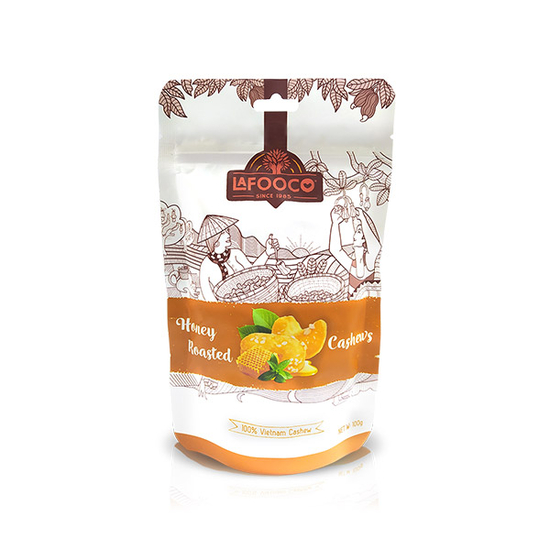 LAFOOCO
SINCE 1985
Honey
Roasted
Cashews
100% Vietnam Cashew
NET W. 100g